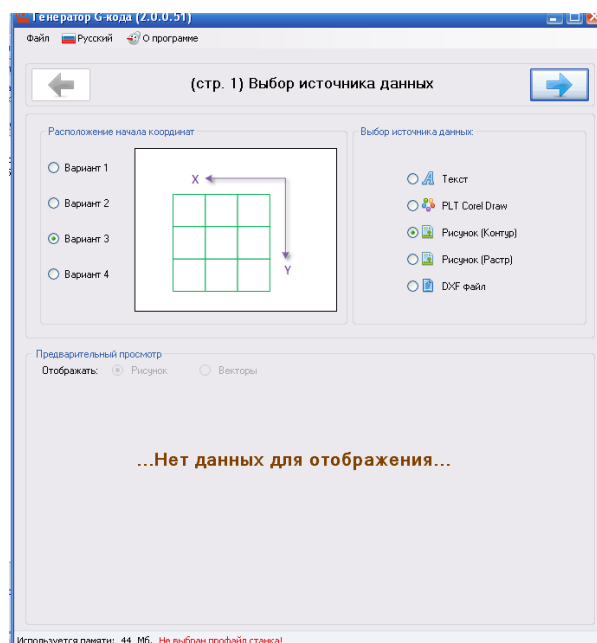 Генератор G-кода (2.0.0.51)
Файл Русский О программе
(стр. 1) Выбор источника данных
Расположение начала координат
Вариант 1
Вариант 2
Вариант 3
Вариант 4
X
Y
Выбор источника данных:
Текст
PLT Corel Draw
Рисунок (Контур)
Рисунок (Растр)
DXF файл
Предварительный просмотр
Отображать: Рисунок Векторы
...Нет данных для отображения...
Используется памяти: 44 Мб. Не выбран профайл станка!